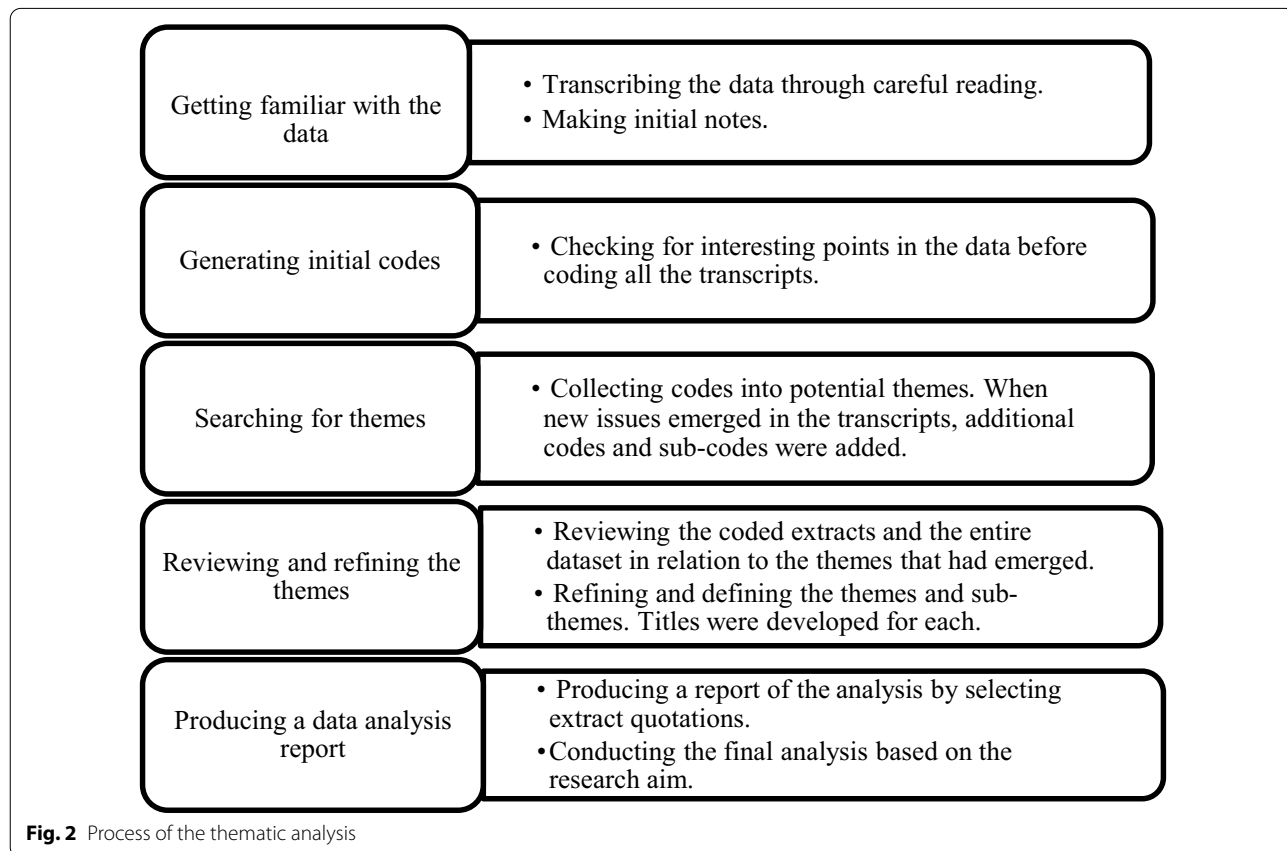 Getting familiar with the
data
• Transcribing the data through careful reading.
• Making initial notes.
Generating initial codes
• Checking for interesting points in the data before
coding all the transcripts.
Searching for themes
• Collecting codes into potential themes. When
new issues emerged in the transcripts, additional
codes and sub-codes were added.
Reviewing and refining the
themes
• Reviewing the coded extracts and the entire
dataset in relation to the themes that had emerged.
• Refining and defining the themes and sub-
themes. Titles were developed for each.
Producing a data analysis
report
• Producing a report of the analysis by selecting
extract quotations.
•Conducting the final analysis based on the
research aim.
Fig. 2 Process of the thematic analysis